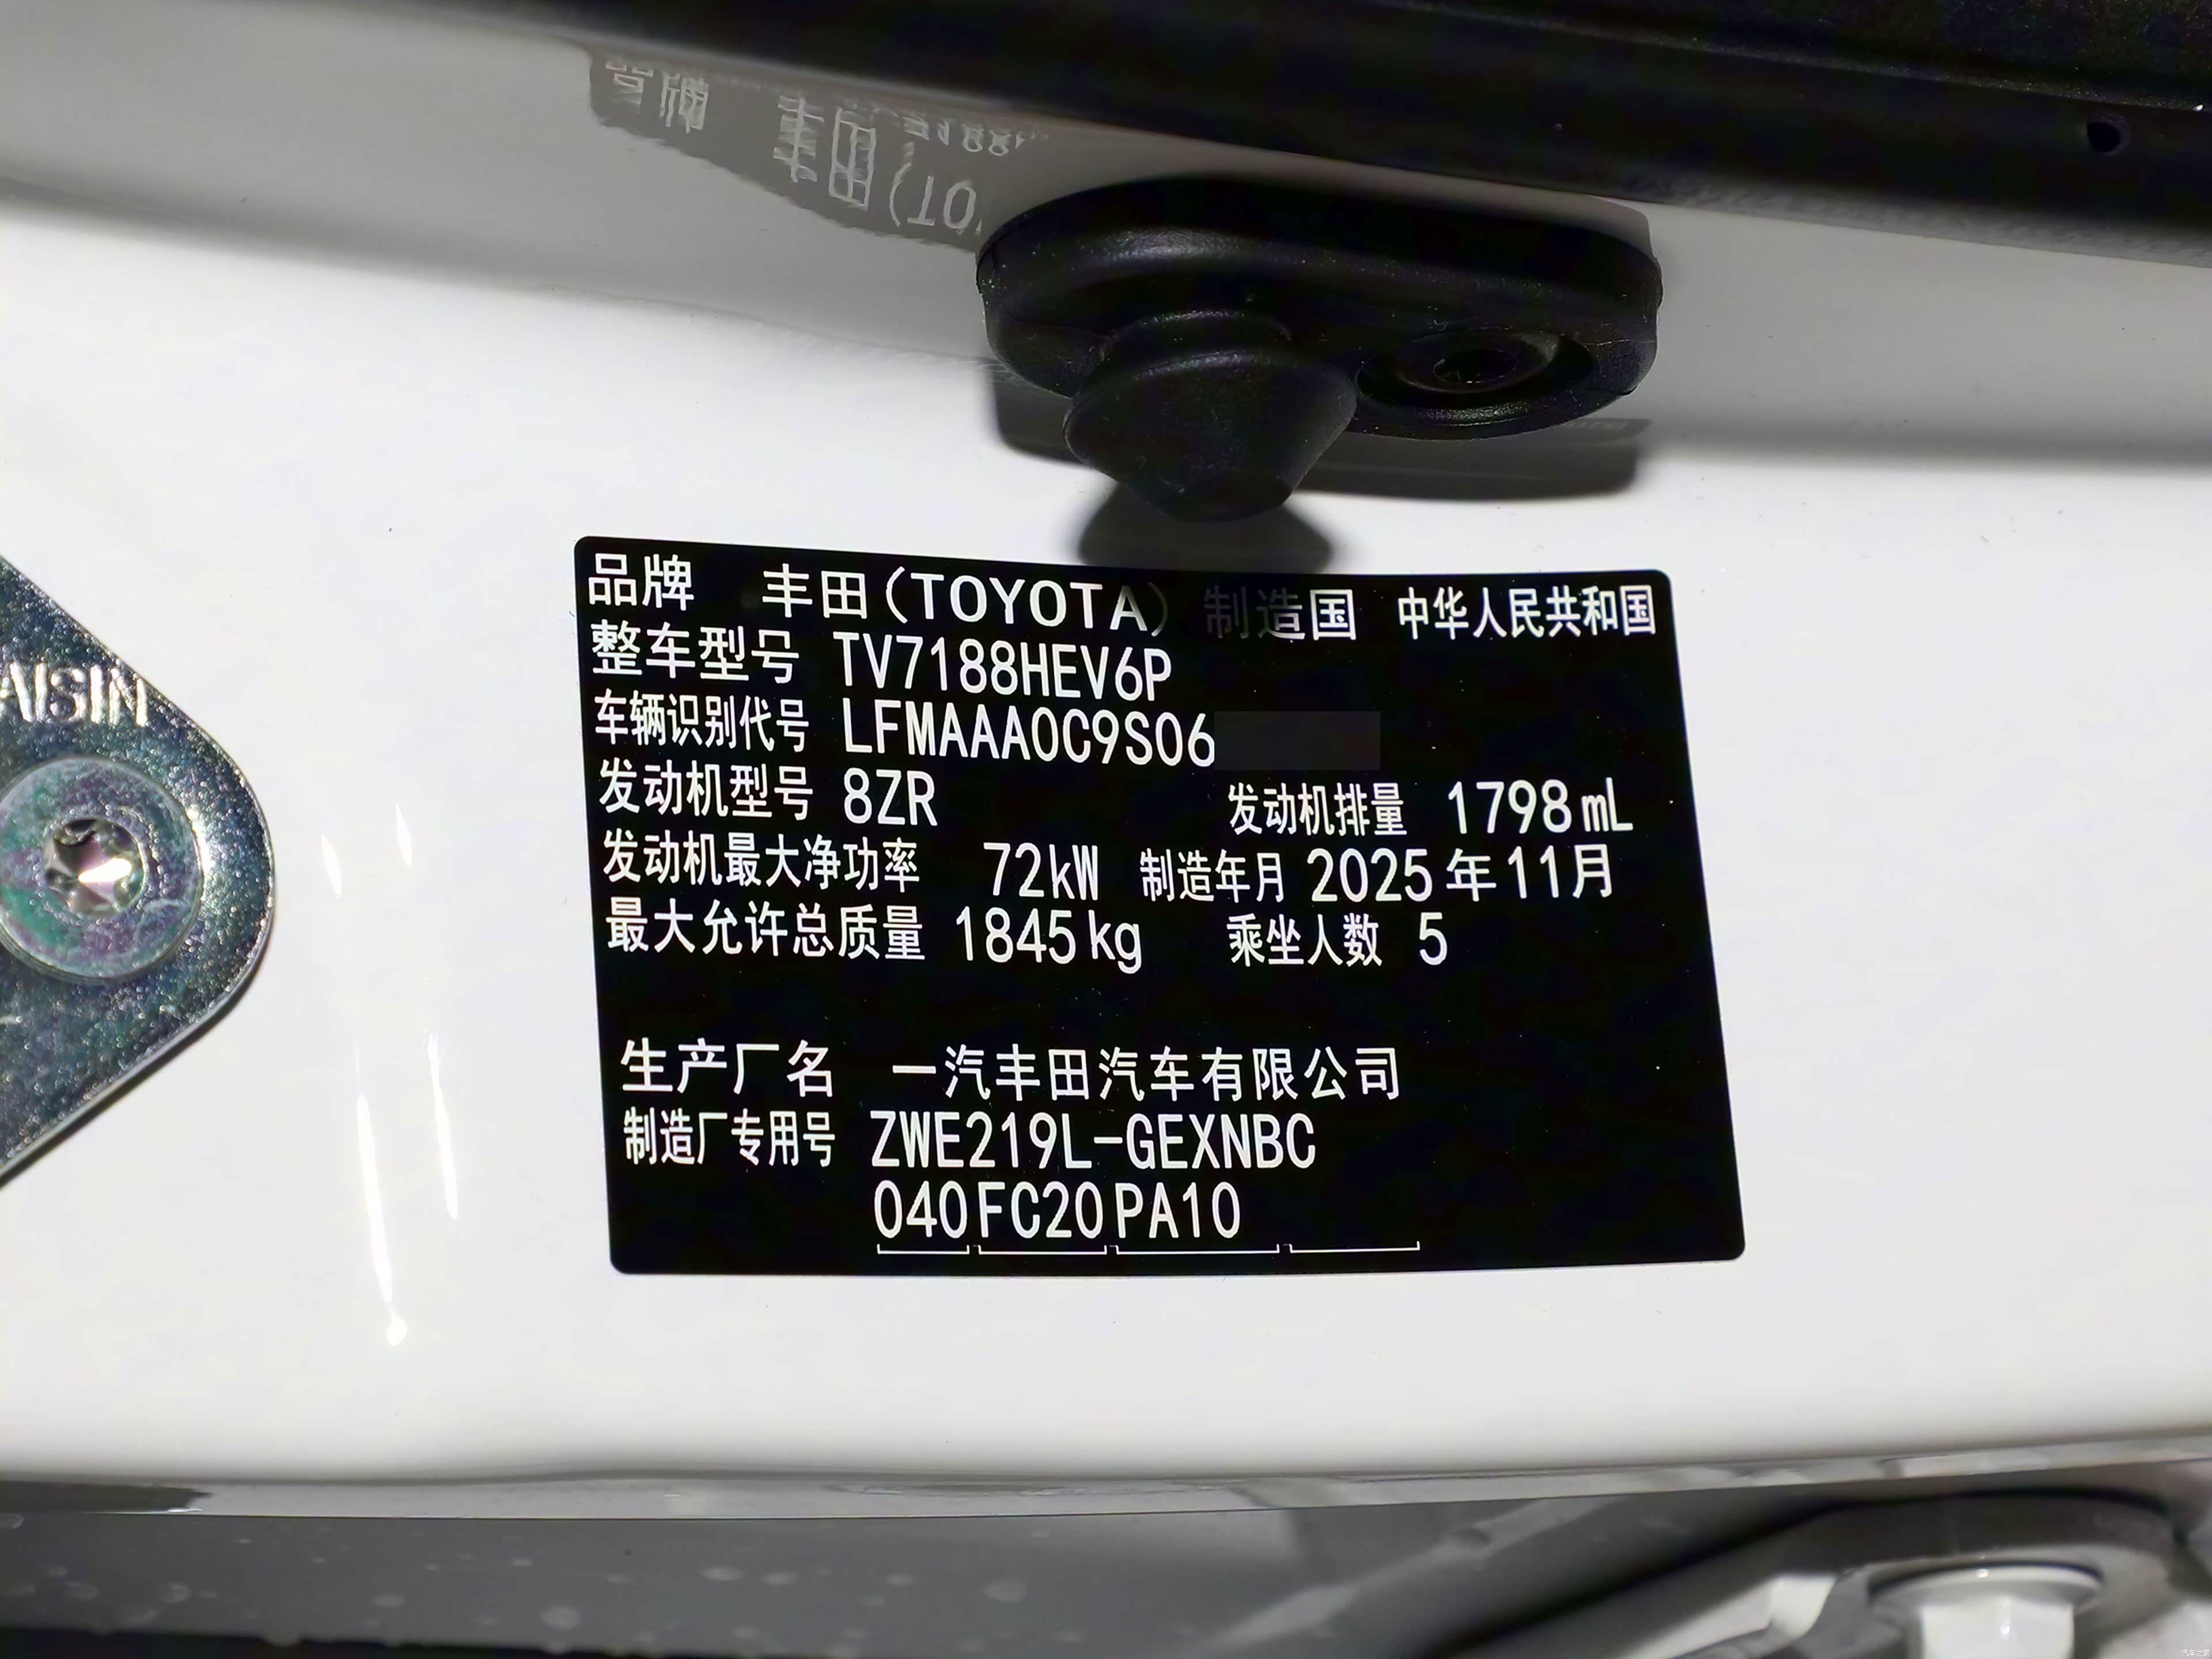 品牌 丰田(TOYOTA) 制造国 中华人民共和国
整车型号 TV7188HEV6P
车辆识别代号 LFMAAA0C9S06
发动机型号 8ZR 发动机排量 1798mL
发动机最大净功率 72kW 制造年月 2025年11月
最大允许总质量 1845kg 乘坐人数 5
生产厂名 一汽丰田汽车有限公司
制造厂专用号 ZWE219L-GEXNBC
040FC20PA10
AISIN
汽车之家